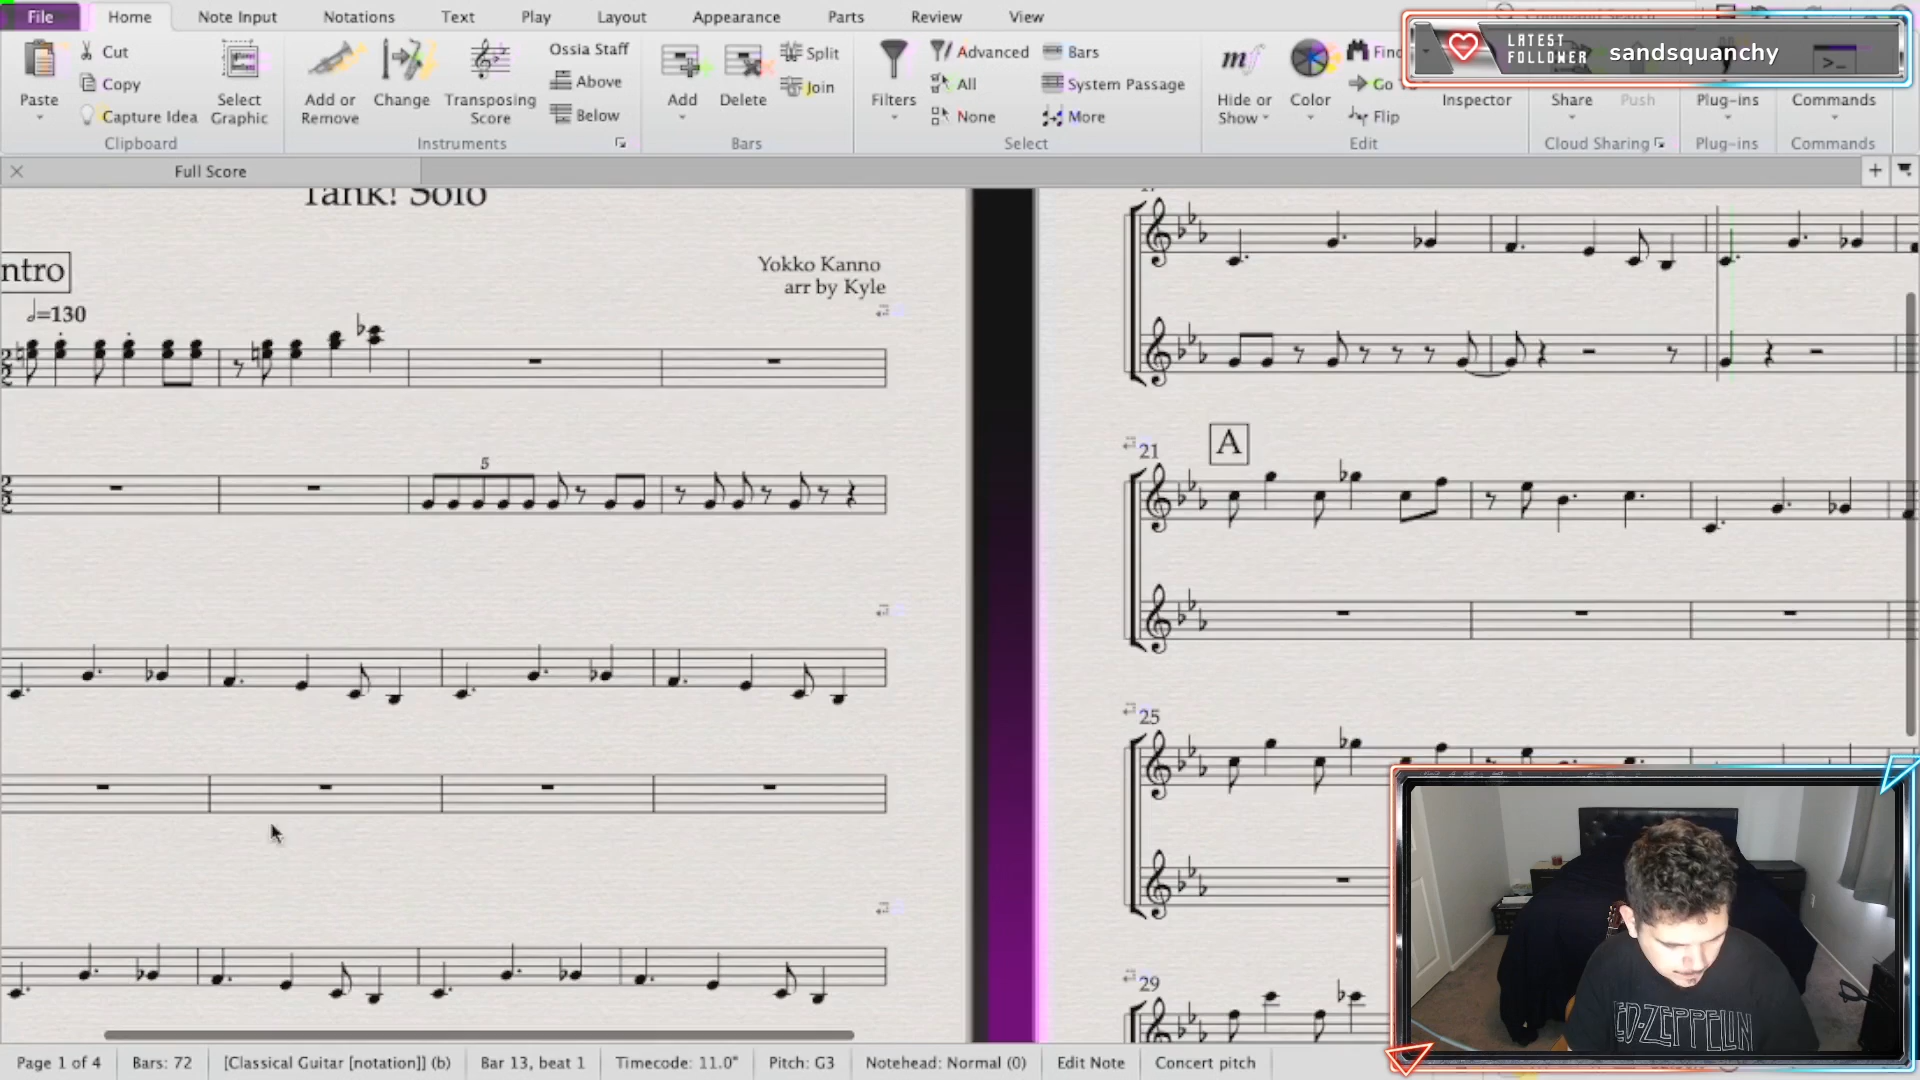 File Home Note Input Notations Text Play Layout Appearance Parts Review View
LATEST FOLLOWER sandsquanchy
Cut
Copy
Capture Idea
Paste
Select Graphic
Clipboard
Add or Remove
Change
Transposing Score
Ossia Staff
Above
Below
Instruments
Add
Delete
Split
Join
Bars
Filters
Advanced
All
None
Bars
System Passage
More
Select
Hide or Show
Color
Find
Go To
Flip
Edit
Inspector
Share
Push
Cloud Sharing
Plug-ins
Plug-ins
Commands
Commands
Full Score
Tank! Solo
ntro
Yokko Kanno
arr by Kyle
=130
5
17
21
A
25
29
ED-ZEPPELIN
Page 1 of 4 Bars: 72 [Classical Guitar [notation]] (b) Bar 13, beat 1 Timecode: 11.0" Pitch: G3 Notehead: Normal (0) Edit Note Concert pitch